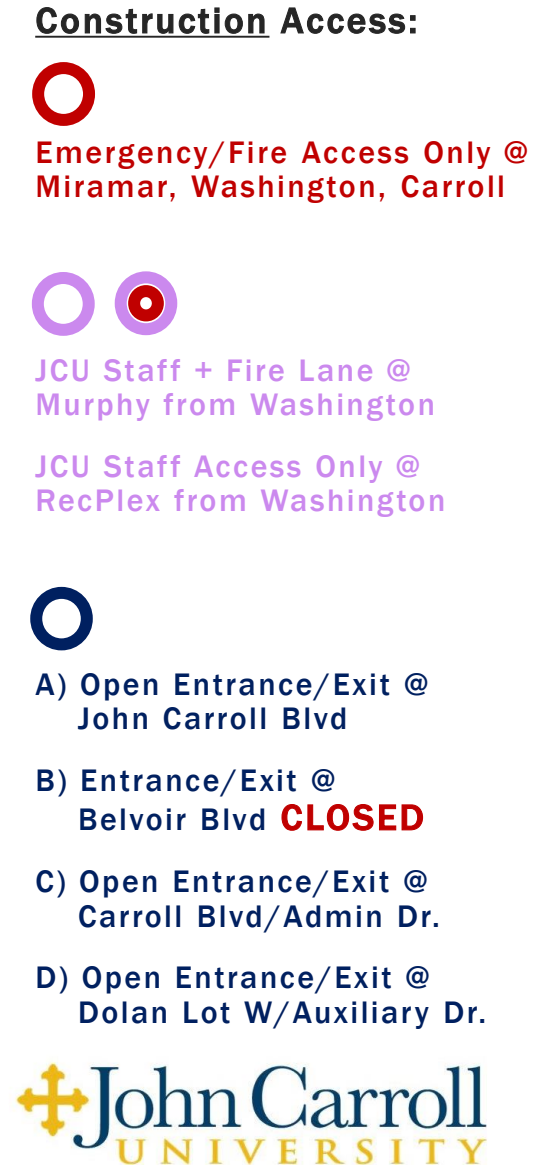 Construction Access:
Emergency/Fire Access Only @
Miramar, Washington, Carroll
JCU Staff + Fire Lane @
Murphy from Washington
JCU Staff Access Only @
RecPlex from Washington
A) Open Entrance/Exit @
John Carroll Blvd
B) Entrance/Exit @
Belvoir Blvd CLOSED
C) Open Entrance/Exit @
Carroll Blvd/Admin Dr.
D) Open Entrance/Exit @
Dolan Lot W/Auxiliary Dr.
John Carroll
UNIVERSITY